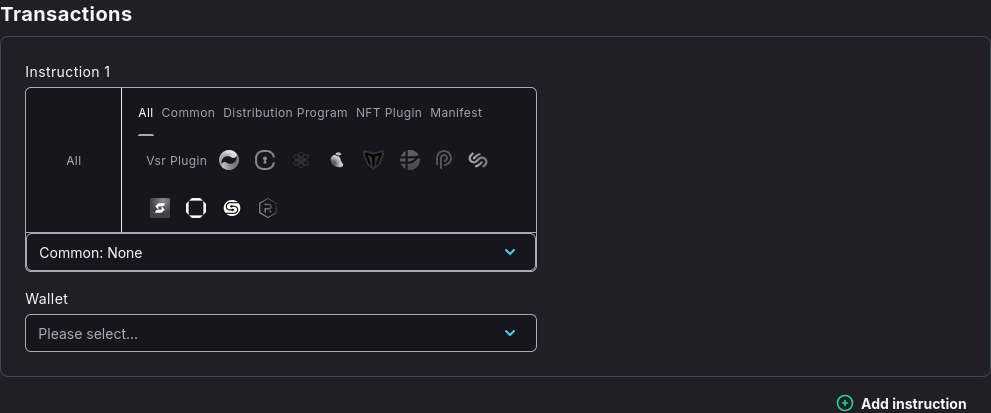 Transactions
Instruction 1
All
All Common Distribution Program NFT Plugin Manifest
Vsr Plugin
Common: None
Wallet
Please select...
Add instruction